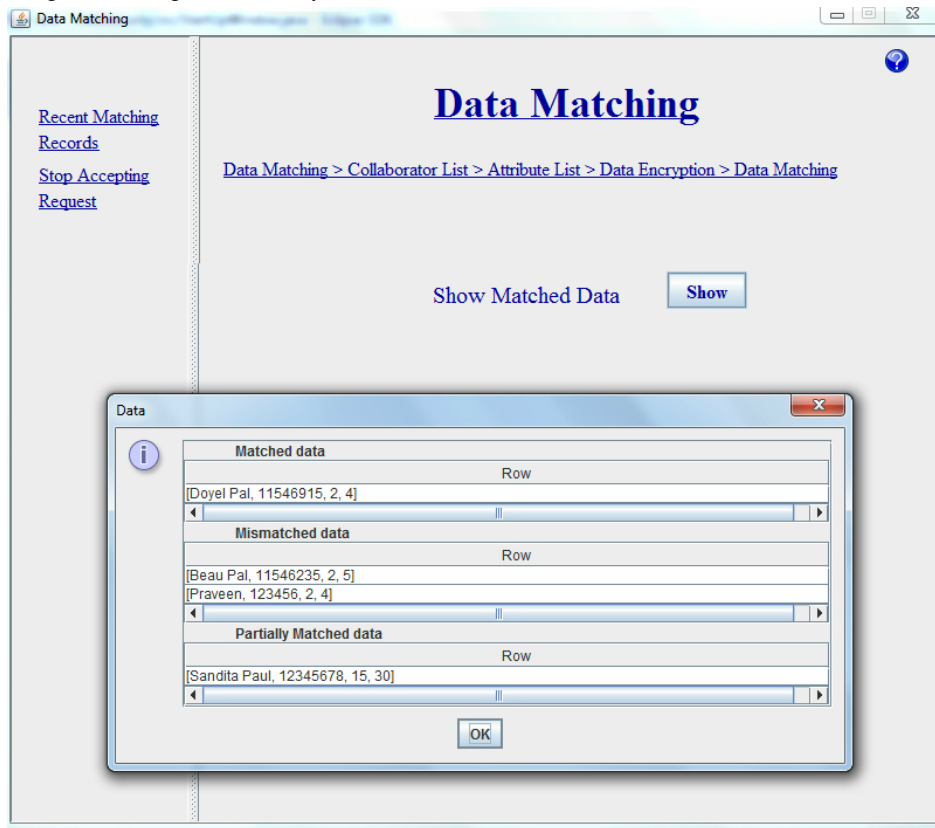 Data Matching
Recent Matching
Records
Stop Accepting
Request
Data Matching
Data Matching > Collaborator List > Attribute List > Data Encryption > Data Matching
Show Matched Data Show
Data
Matched data
Row
[Doyel Pal, 11546915, 2, 4]
Mismatched data
Row
[Beau Pal, 11546235, 2, 5]
[Praveen, 123456, 2, 4]
Partially Matched data
Row
[Sandita Paul, 12345678, 15, 30]
OK